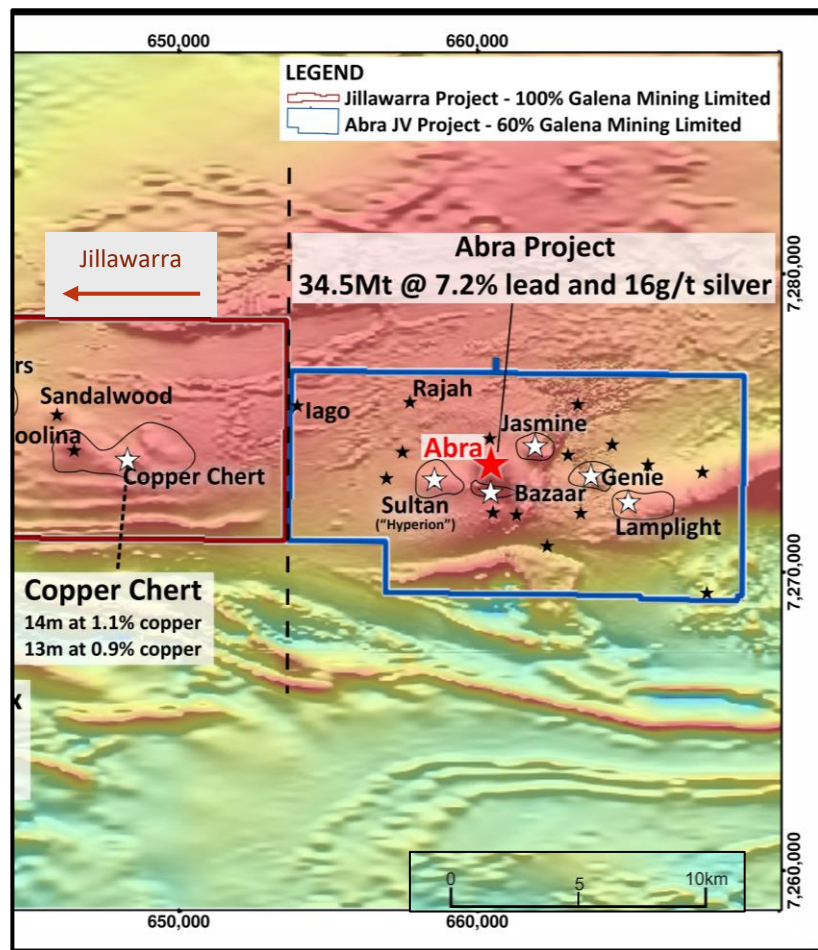 650,000
660,000
LEGEND
Jillawarra Project - 100% Galena Mining Limited
Abra JV Project - 60% Galena Mining Limited
Jillawarra
Abra Project
34.5Mt @ 7.2% lead and 16g/t silver
7,280,000
rs
Sandalwood
oolina
Copper Chert
Iago
Rajah
Jasmine
Abra
Genie
Sultan
("Hyperion")
Bazaar
Lamplight
Copper Chert
14m at 1.1% copper
13m at 0.9% copper
7,270,000
x
7,260,000
0
5
10km
650,000
660,000